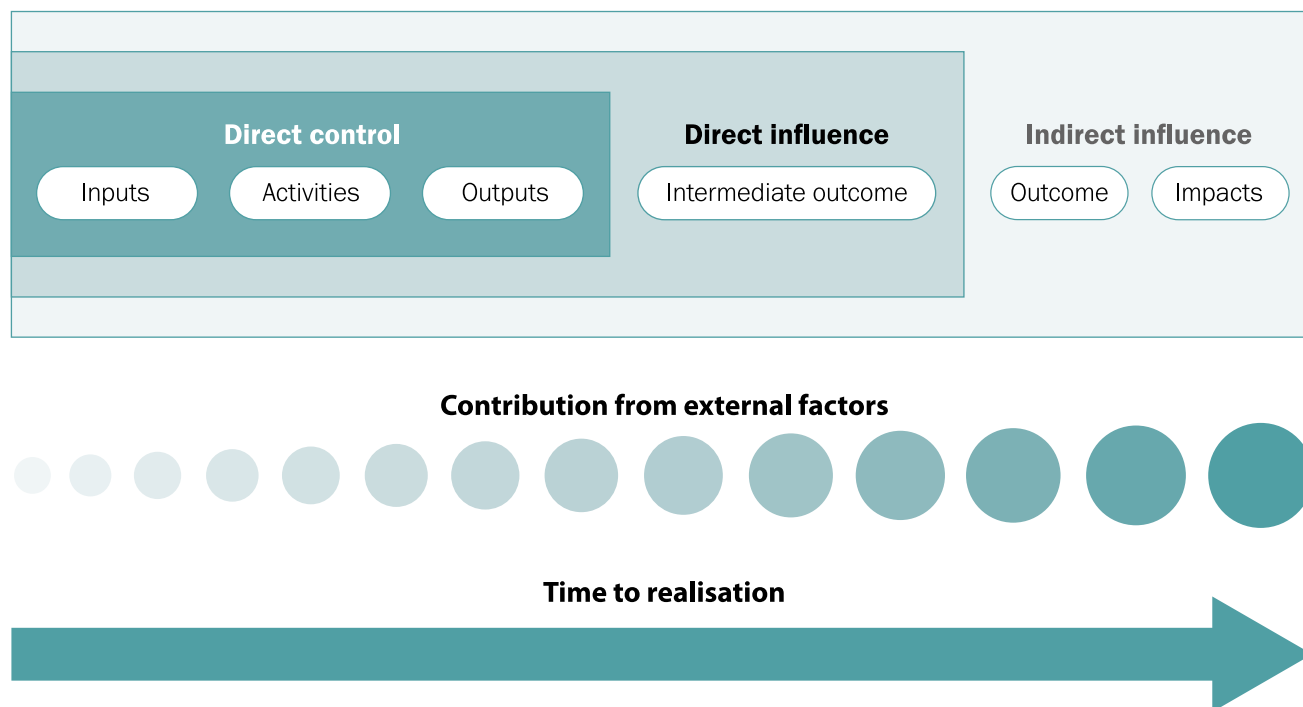 Direct control
Direct influence
Indirect influence
Inputs
Activities
Outputs
Intermediate outcome
Outcome
Impacts
Contribution from external factors
Time to realisation